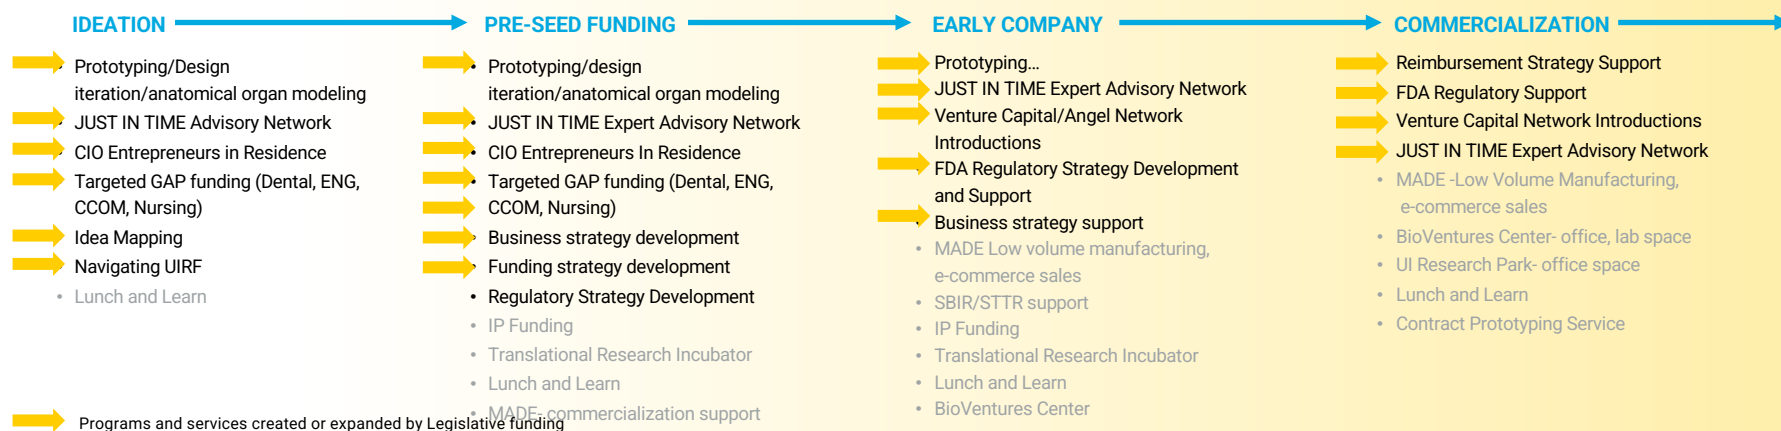 IDEATION
Prototyping/Design
iteration/anatomical organ modeling
JUST IN TIME Advisory Network
CIO Entrepreneurs in Residence
Targeted GAP funding (Dental, ENG,
CCOM, Nursing)
Idea Mapping
Navigating UIRF
• Lunch and Learn
PRE-SEED FUNDING
• Prototyping/design
iteration/anatomical organ modeling
• JUST IN TIME Expert Advisory Network
• CIO Entrepreneurs In Residence
• Targeted GAP funding (Dental, ENG,
CCOM, Nursing)
• Business strategy development
• Funding strategy development
• Regulatory Strategy Development
• IP Funding
• Translational Research Incubator
• Lunch and Learn
• MADE- commercialization support
EARLY COMPANY
Prototyping…
JUST IN TIME Expert Advisory Network
Venture Capital/Angel Network
Introductions
FDA Regulatory Strategy Development
and Support
Business strategy support
• MADE Low volume manufacturing,
e-commerce sales
• SBIR/STTR support
• IP Funding
• Translational Research Incubator
• Lunch and Learn
• BioVentures Center
COMMERCIALIZATION
Reimbursement Strategy Support
FDA Regulatory Support
Venture Capital Network Introductions
JUST IN TIME Expert Advisory Network
• MADE -Low Volume Manufacturing,
e-commerce sales
• BioVentures Center- office, lab space
• UI Research Park- office space
• Lunch and Learn
• Contract Prototyping Service
Programs and services created or expanded by Legislative funding